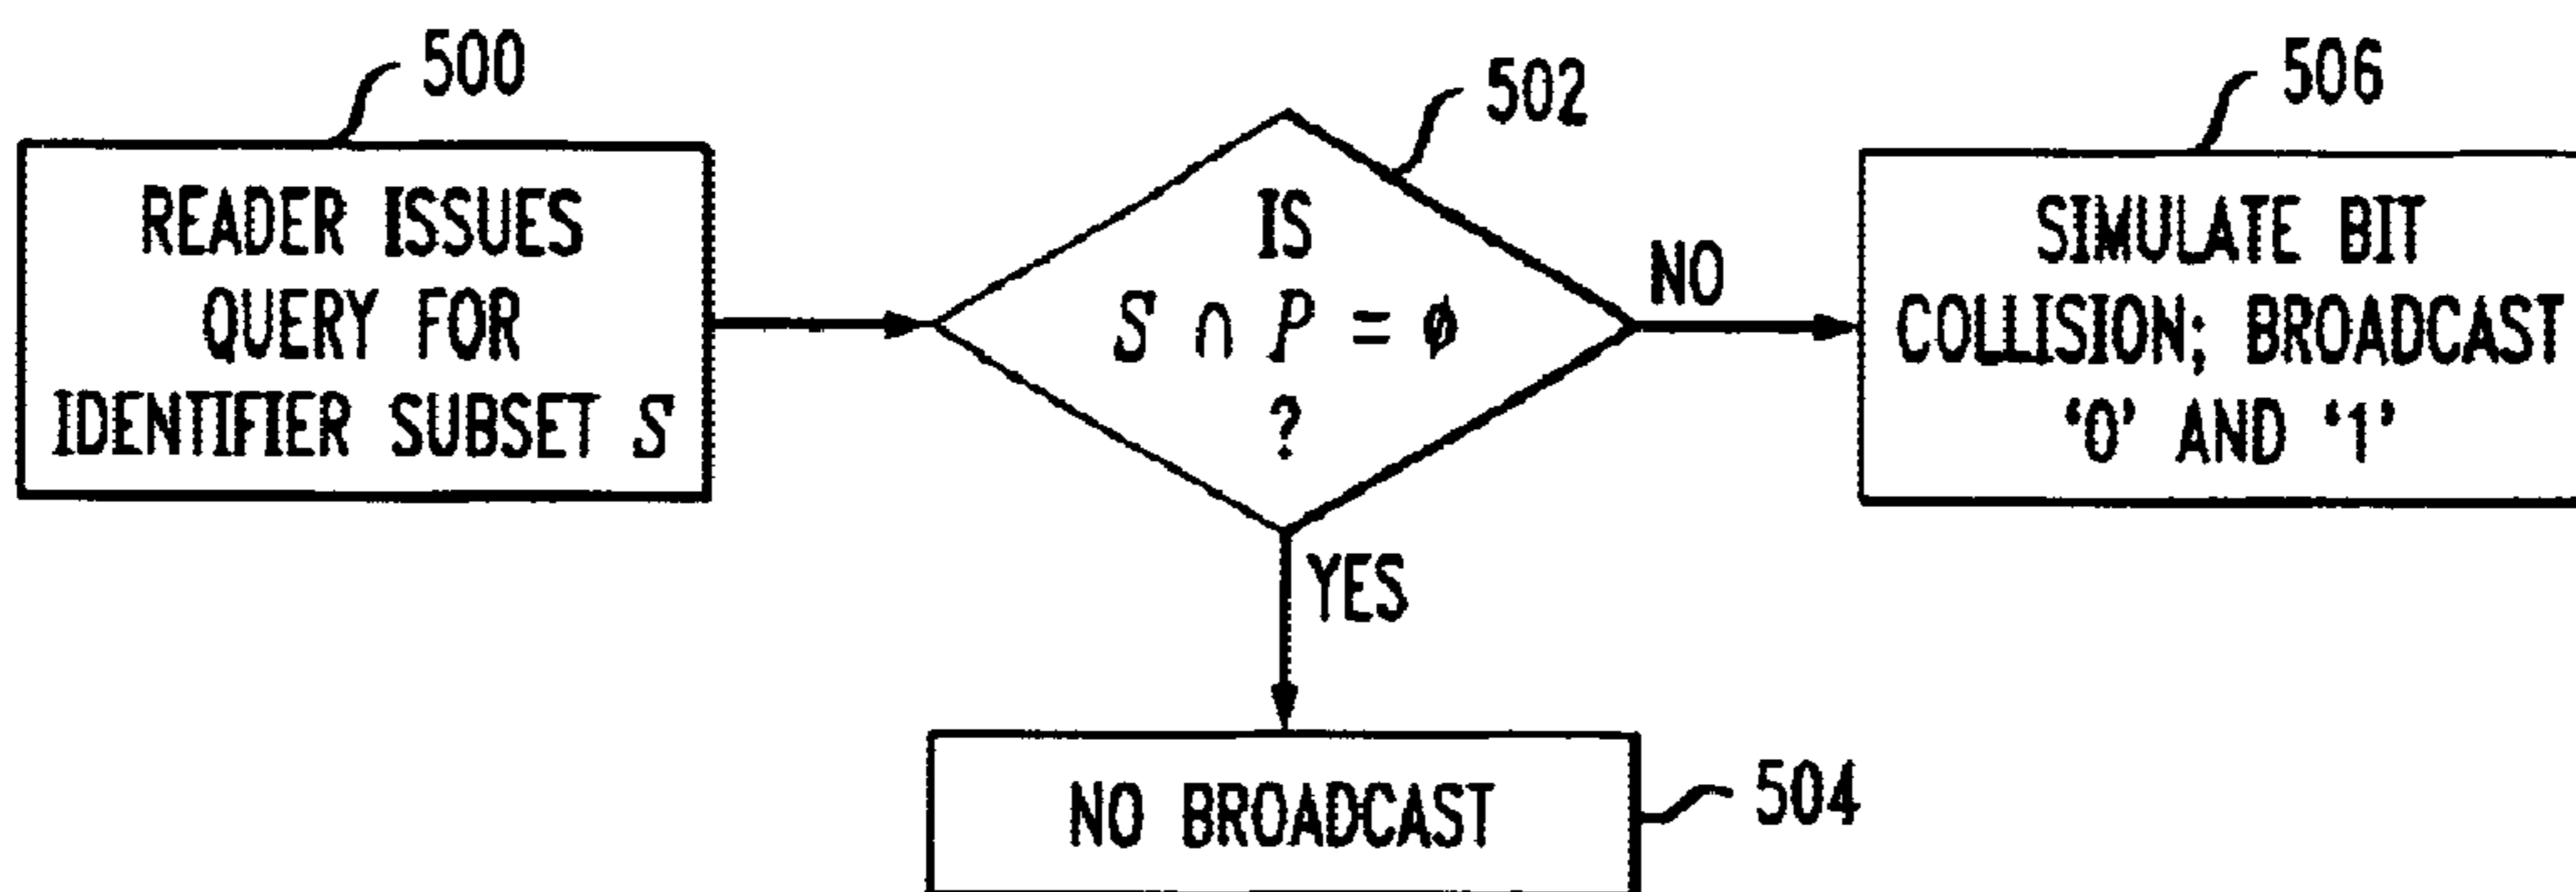 500
READER ISSUES
QUERY FOR
IDENTIFIER SUBSET S
502
IS
S ∩ P = ø
?
NO
YES
506
SIMULATE BIT
COLLISION; BROADCAST
‘0’ AND ‘1’
NO BROADCAST
504